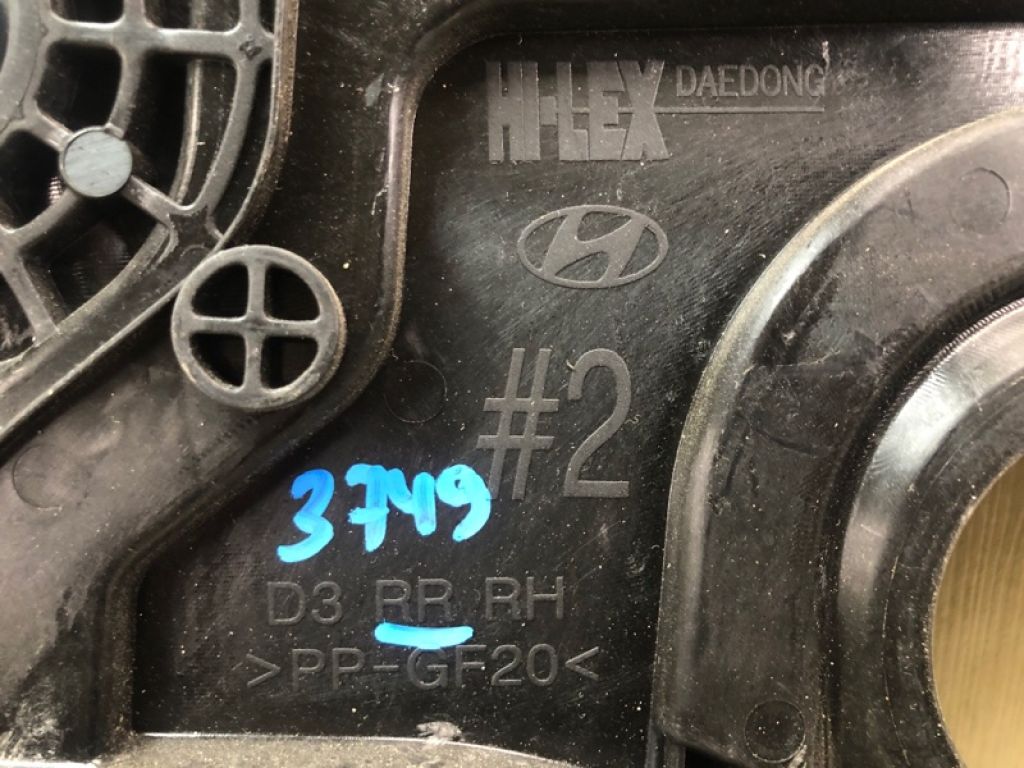 HI-LEX DAEDONG
#2
3749
D3 RR RH
>PP-GF20<